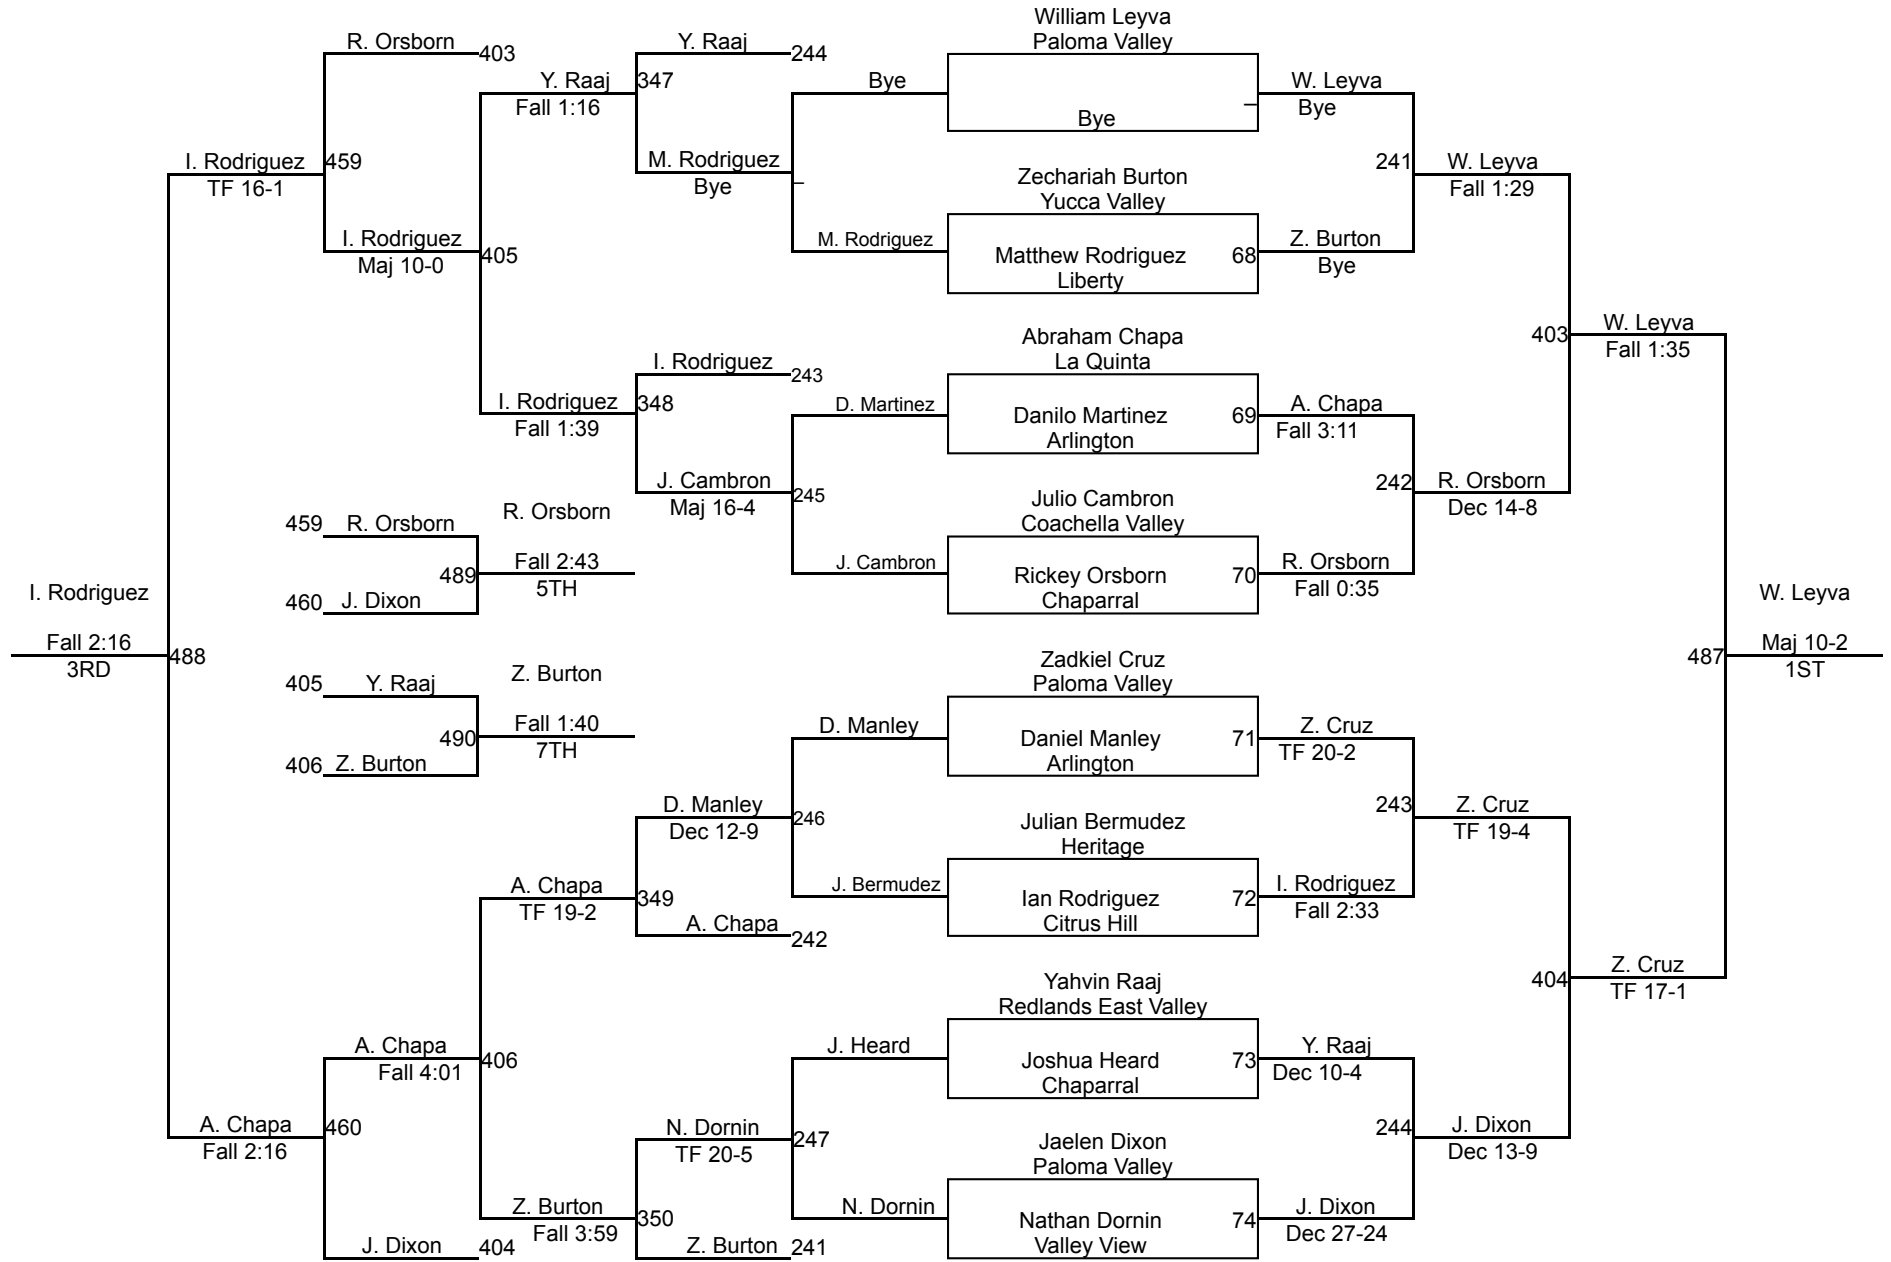 William Leyva
Paloma Valley
R. Orsborn
403
Y. Raaj
244
Y. Raaj
347
Fall 1:16
Bye
Bye
W. Leyva
Bye
M. Rodriguez
Bye
–
–
I. Rodriguez
459
TF 16-1
Zechariah Burton
Yucca Valley
241
W. Leyva
Fall 1:29
I. Rodriguez
405
Maj 10-0
M. Rodriguez
Matthew Rodriguez
68
Liberty
Z. Burton
Bye
Abraham Chapa
La Quinta
403
W. Leyva
Fall 1:35
I. Rodriguez
243
I. Rodriguez
348
Fall 1:39
D. Martinez
Danilo Martinez
69
Arlington
A. Chapa
Fall 3:11
J. Cambron
245
Maj 16-4
Julio Cambron
Coachella Valley
242
R. Orsborn
Dec 14-8
459
R. Orsborn
R. Orsborn
489
Fall 2:43
5TH
460
J. Dixon
J. Cambron
Rickey Orsborn
70
Chaparral
R. Orsborn
Fall 0:35
I. Rodriguez
Fall 2:16
3RD
488
W. Leyva
487
Maj 10-2
1ST
Zadkiel Cruz
Paloma Valley
405
Y. Raaj
Z. Burton
490
Fall 1:40
7TH
406
Z. Burton
D. Manley
Daniel Manley
71
Arlington
Z. Cruz
TF 20-2
D. Manley
246
Dec 12-9
Julian Bermudez
Heritage
243
Z. Cruz
TF 19-4
A. Chapa
349
TF 19-2
J. Bermudez
Ian Rodriguez
72
Citrus Hill
I. Rodriguez
Fall 2:33
A. Chapa
242
Yahvin Raaj
Redlands East Valley
404
Z. Cruz
TF 17-1
A. Chapa
406
Fall 4:01
J. Heard
Joshua Heard
73
Chaparral
Y. Raaj
Dec 10-4
A. Chapa
460
Fall 2:16
N. Dornin
247
TF 20-5
Jaelen Dixon
Paloma Valley
244
J. Dixon
Dec 13-9
Z. Burton
350
Fall 3:59
N. Dornin
Nathan Dornin
74
Valley View
J. Dixon
Dec 27-24
J. Dixon
404
Z. Burton
241